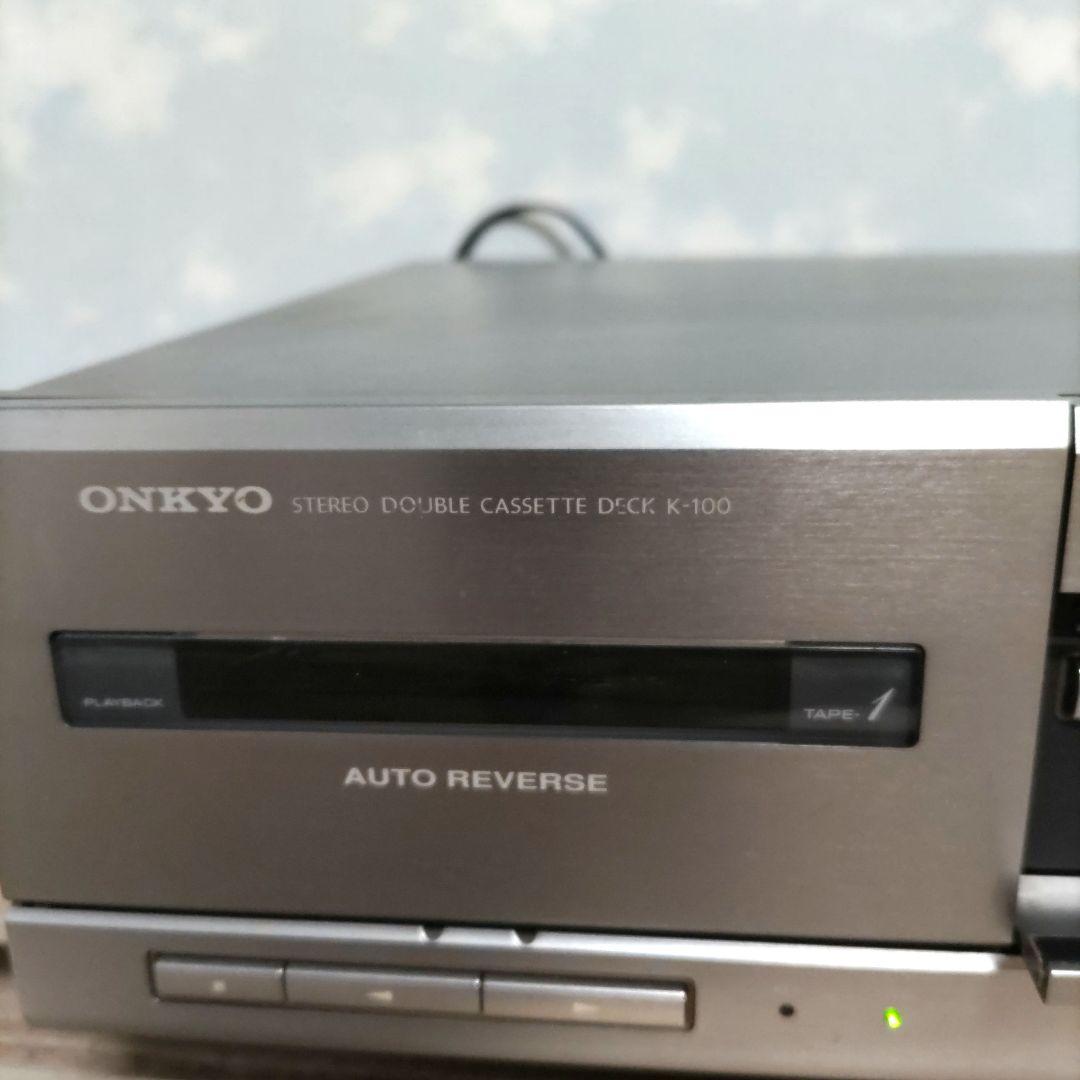 ONKYO STEREO DOUBLE CASSETTE DECK K-100
PLAYBACK
TAPE-1
AUTO REVERSE